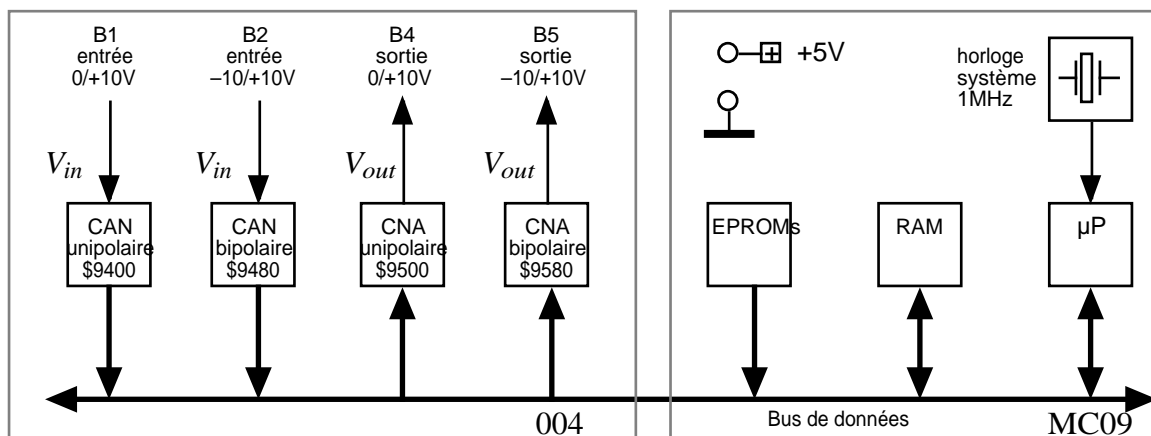 B1
entrée
0/+10V
B2
entrée
–10/+10V
B4
sortie
0/+10V
B5
sortie
–10/+10V
+5V
horloge
système
1MHz
Vin
Vin
Vout
Vout
CAN
unipolaire
$9400
CAN
bipolaire
$9480
CNA
unipolaire
$9500
CNA
bipolaire
$9580
EPROMs
RAM
µP
004
Bus de données
MC09